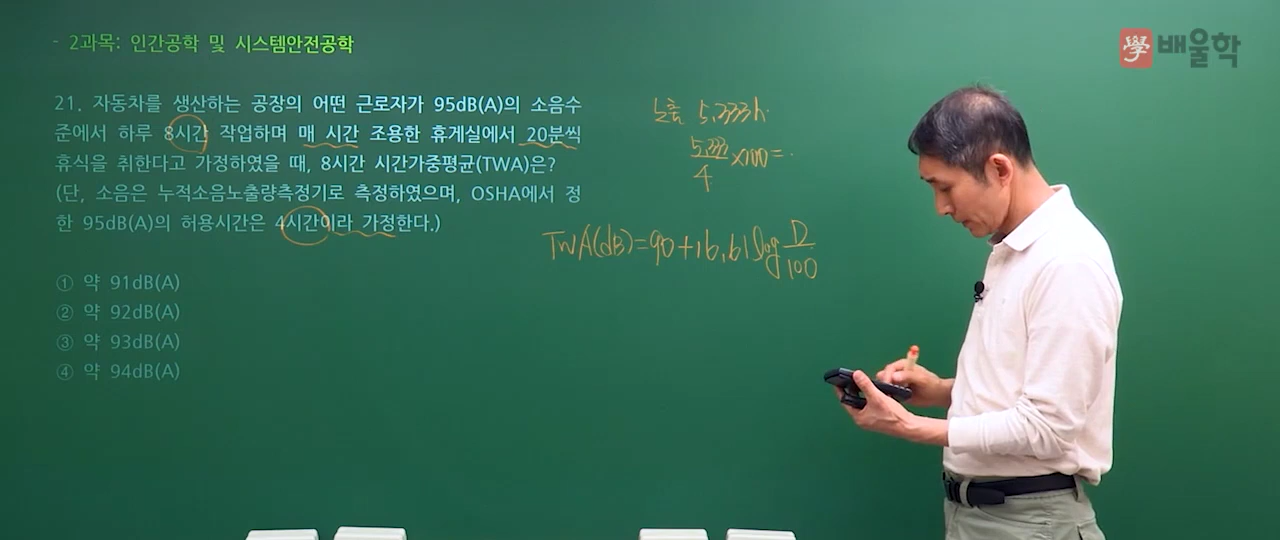 - 2과목: 인간공학 및 시스템안전공학
學 배울학
21. 자동차를 생산하는 공장의 어떤 근로자가 95dB(A)의 소음수
준에서 하루 8시간 작업하며 매 시간 조용한 휴게실에서 20분씩
휴식을 취한다고 가정하였을 때, 8시간 시간가중평균(TWA)은?
(단, 소음은 누적소음노출량측정기로 측정하였으며, OSHA에서 정
한 95dB(A)의 허용시간은 4시간이라 가정한다.)
① 약 91dB(A)
② 약 92dB(A)
③ 약 93dB(A)
④ 약 94dB(A)
노출 5.333h
5.333
4
×100=
TWA(dB)=90+16.61log D
100